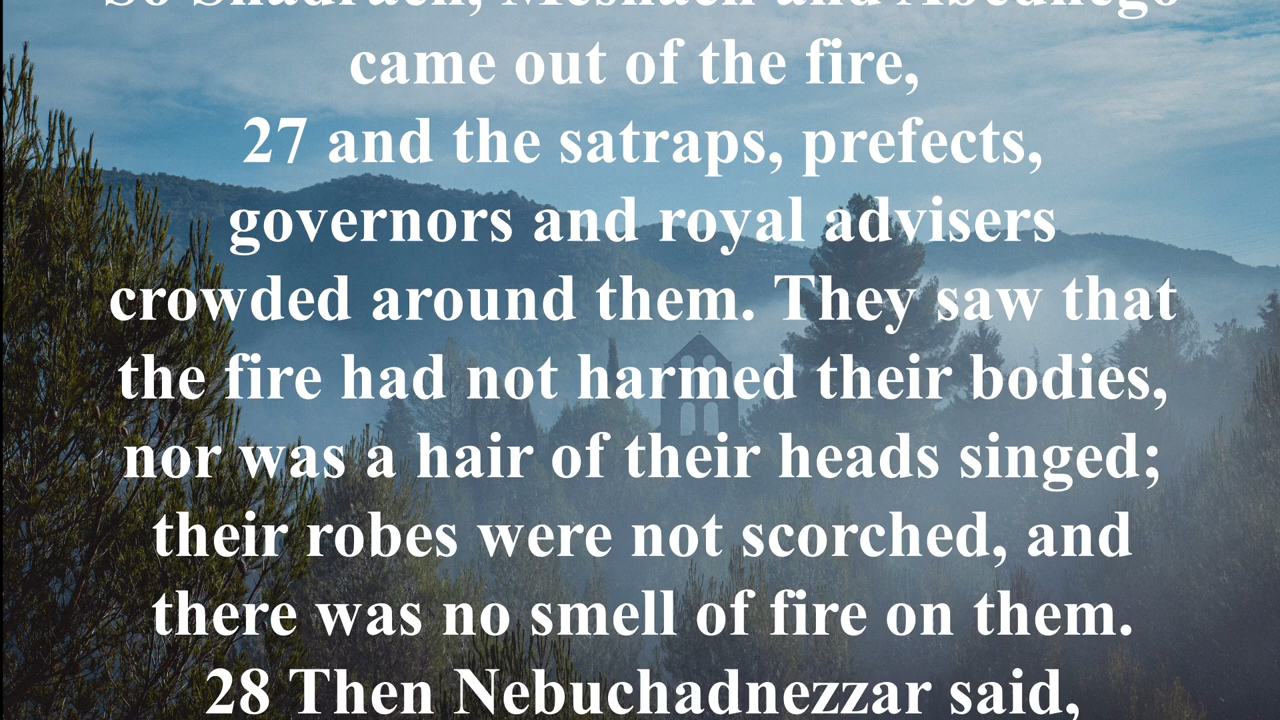 So Shadrach, Meshach and Abednego
came out of the fire,
27 and the satraps, prefects,
governors and royal advisers
crowded around them. They saw that
the fire had not harmed their bodies,
nor was a hair of their heads singed;
their robes were not scorched, and
there was no smell of fire on them.
28 Then Nebuchadnezzar said,